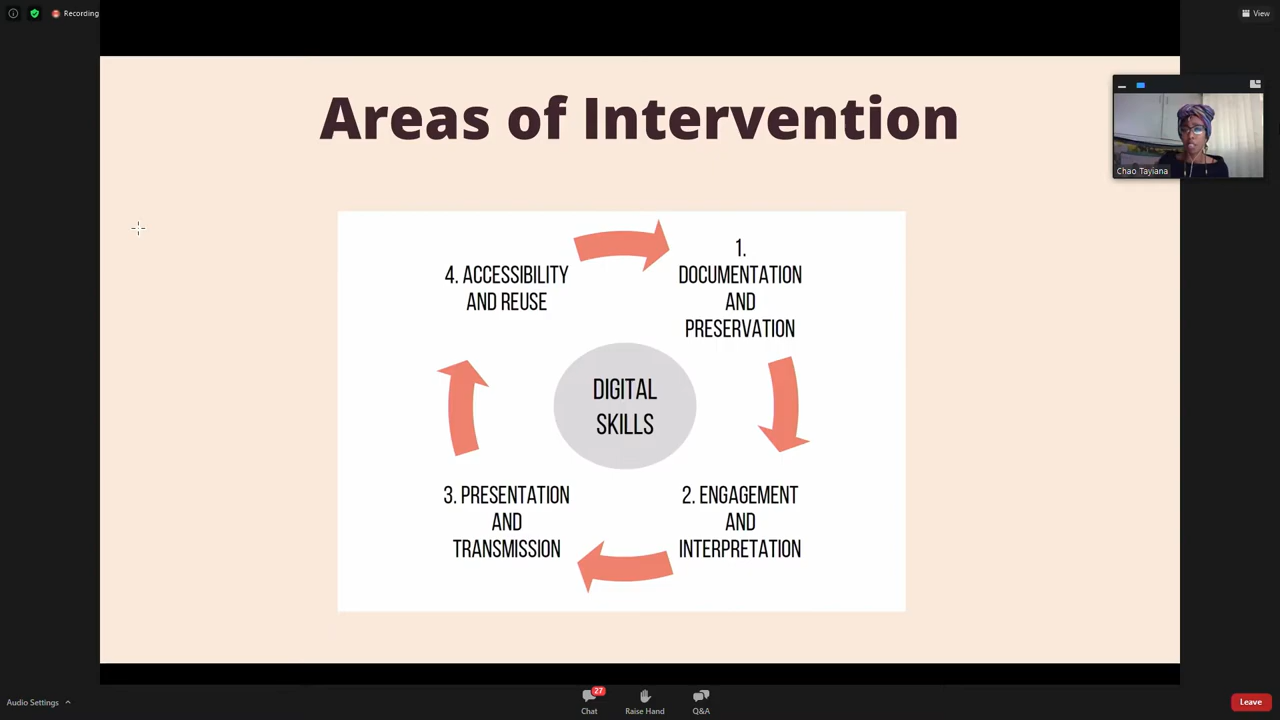 Recording
View
Areas of Intervention
Chao Tayiana
4. ACCESSIBILITY
AND REUSE
1.
DOCUMENTATION
AND
PRESERVATION
DIGITAL
SKILLS
3. PRESENTATION
AND
TRANSMISSION
2. ENGAGEMENT
AND
INTERPRETATION
Audio Settings
27
Chat
Raise Hand
Q&A
Leave